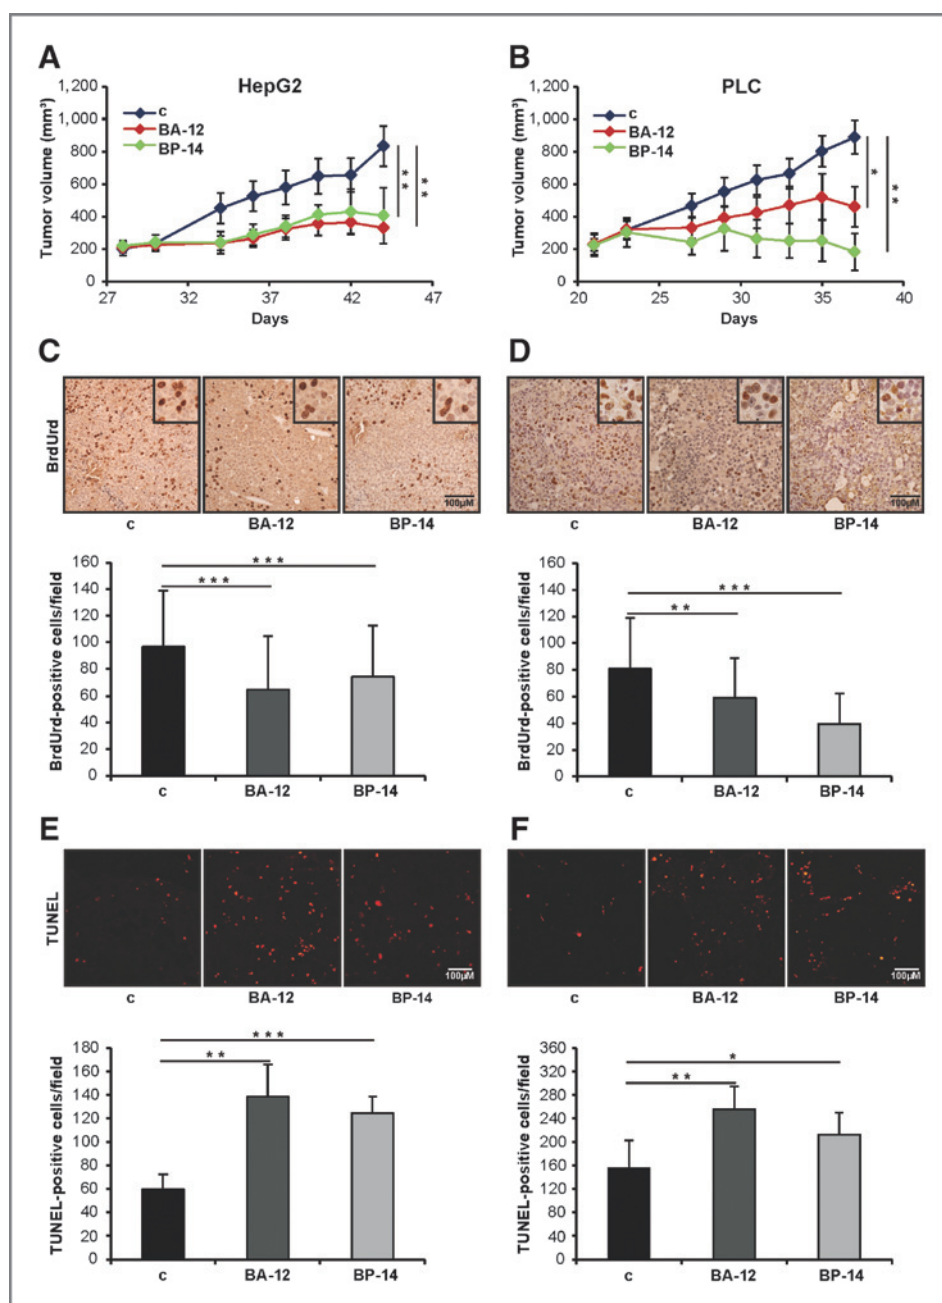 A
HepG2
1,200
1,000
800
600
400
200
0
Tumor volume (mm³)
c
BA-12
BP-14
* *
* *
27
32
37
42
47
Days
B
PLC
1,200
1,000
800
600
400
200
0
Tumor volume (mm³)
c
BA-12
BP-14
*
* *
20
25
30
35
40
Days
C
BrdUrd
100µM
c
BA-12
BP-14
D
100µM
c
BA-12
BP-14
160
140
120
100
80
60
40
20
0
BrdUrd-positive cells/field
* * *
* * *
c
BA-12
BP-14
160
140
120
100
80
60
40
20
0
BrdUrd-positive cells/field
* * *
* *
c
BA-12
BP-14
E
TUNEL
100µM
c
BA-12
BP-14
F
100µM
c
BA-12
BP-14
180
160
140
120
100
80
60
40
20
0
TUNEL-positive cells/field
* * *
* *
c
BA-12
BP-14
360
320
280
240
200
160
120
80
40
0
TUNEL-positive cells/field
*
* *
c
BA-12
BP-14